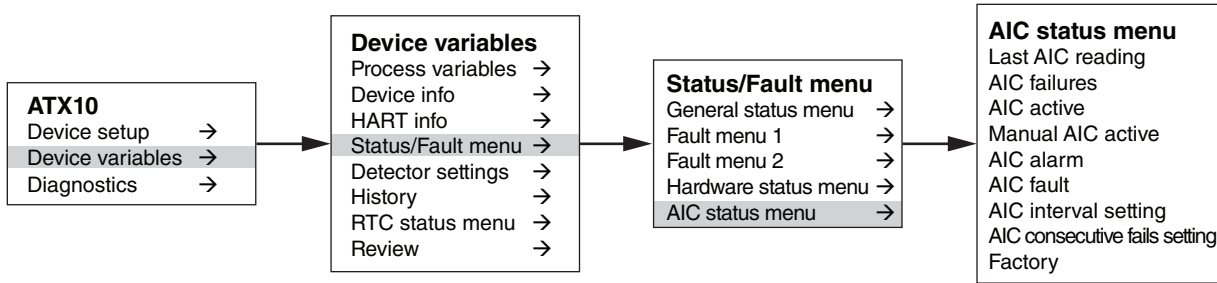 ATX10
Device setup →
Device variables →
Diagnostics →
Device variables
Process variables →
Device info →
HART info →
Status/Fault menu →
Detector settings →
History →
RTC status menu →
Review →
Status/Fault menu
General status menu →
Fault menu 1 →
Fault menu 2 →
Hardware status menu →
AIC status menu →
AIC status menu
Last AIC reading
AIC failures
AIC active
Manual AIC active
AIC alarm
AIC fault
AIC interval setting
AIC consecutive fails setting
Factory